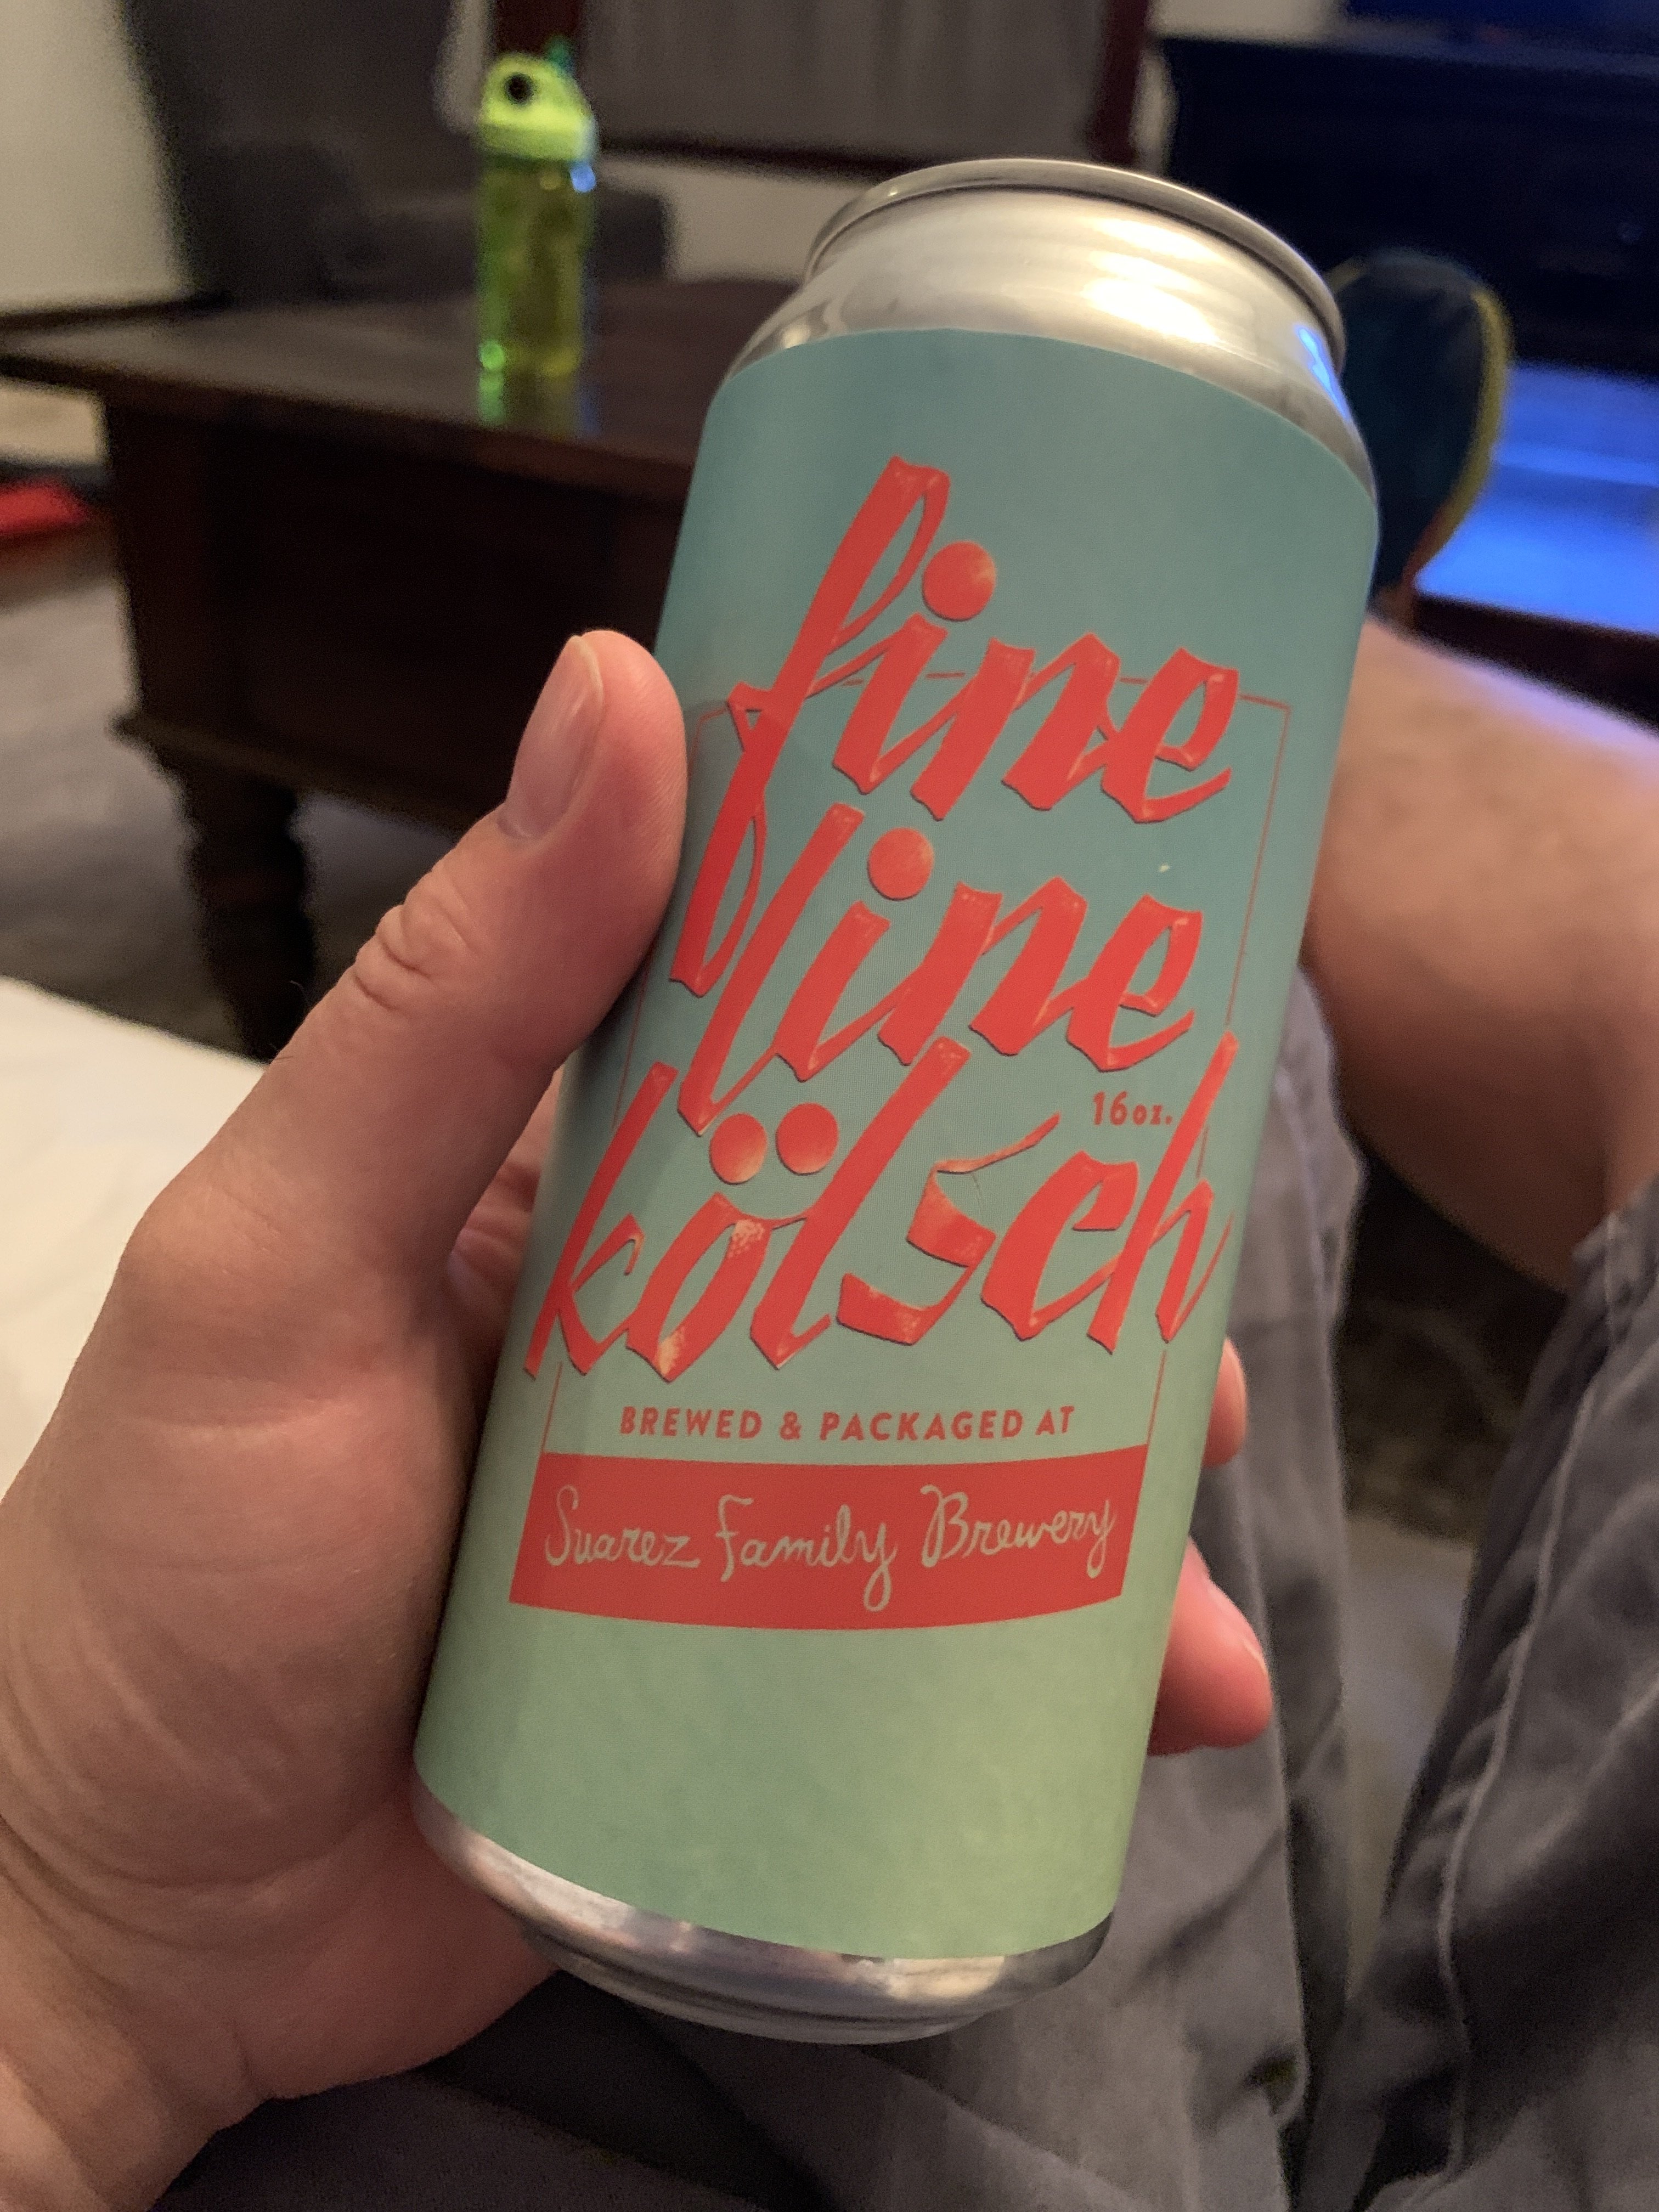 fine
line
kölsch
16oz.
BREWED & PACKAGED AT
Suarez Family Brewery